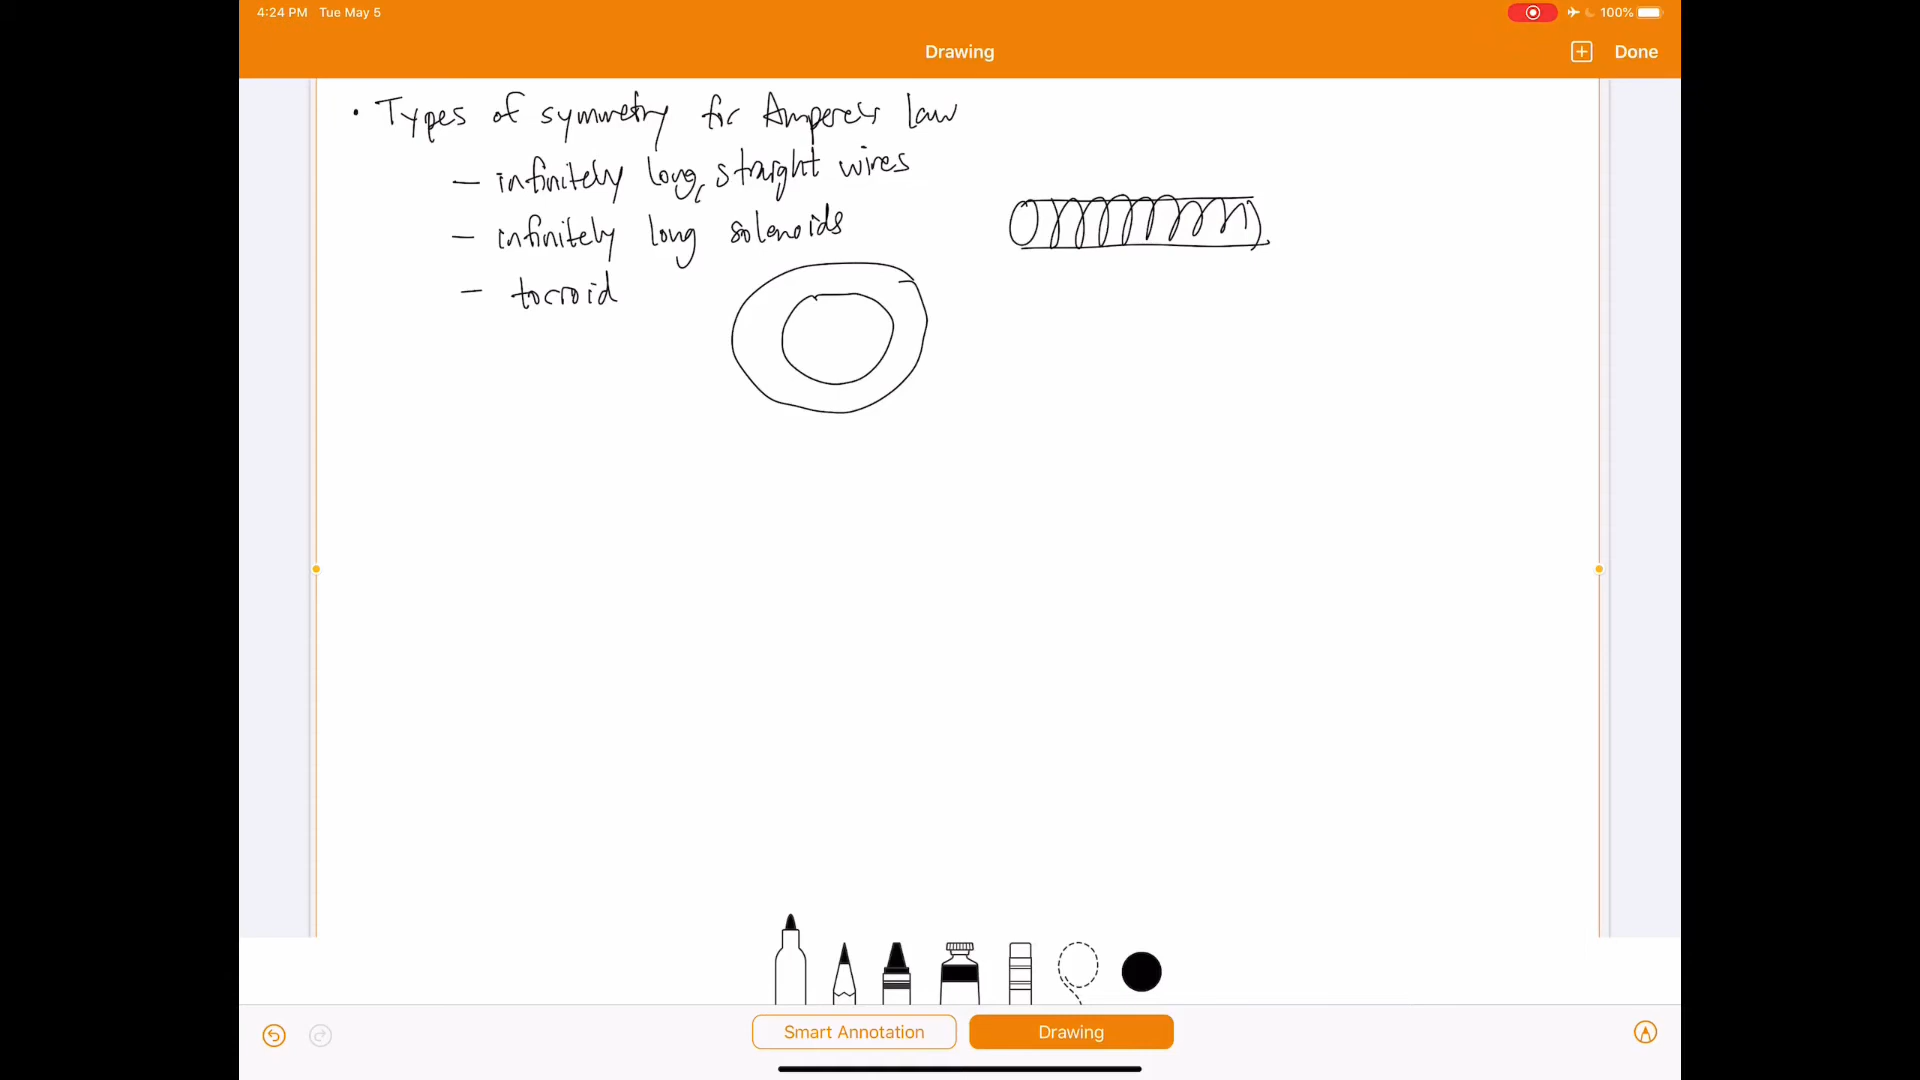 4:24 PM Tue May 5
100%
Drawing
Done
• Types of symmetry for Ampere's law
— infinitely long, straight wires
— infinitely long solenoids
— torroid
Smart Annotation
Drawing